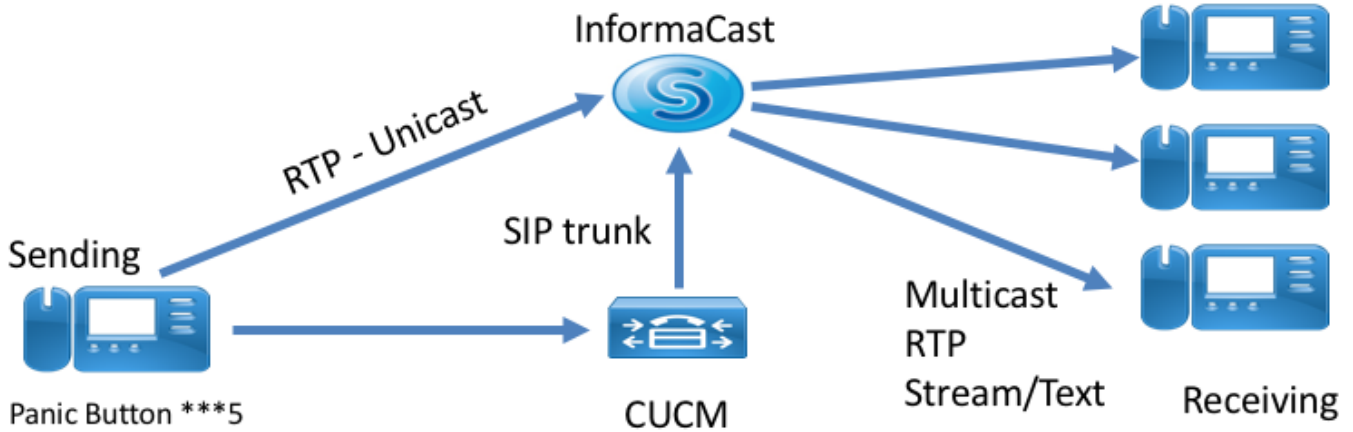 InformaCast
RTP - Unicast
SIP trunk
Sending
Multicast
RTP
Stream/Text
Panic Button ***5
CUCM
Receiving